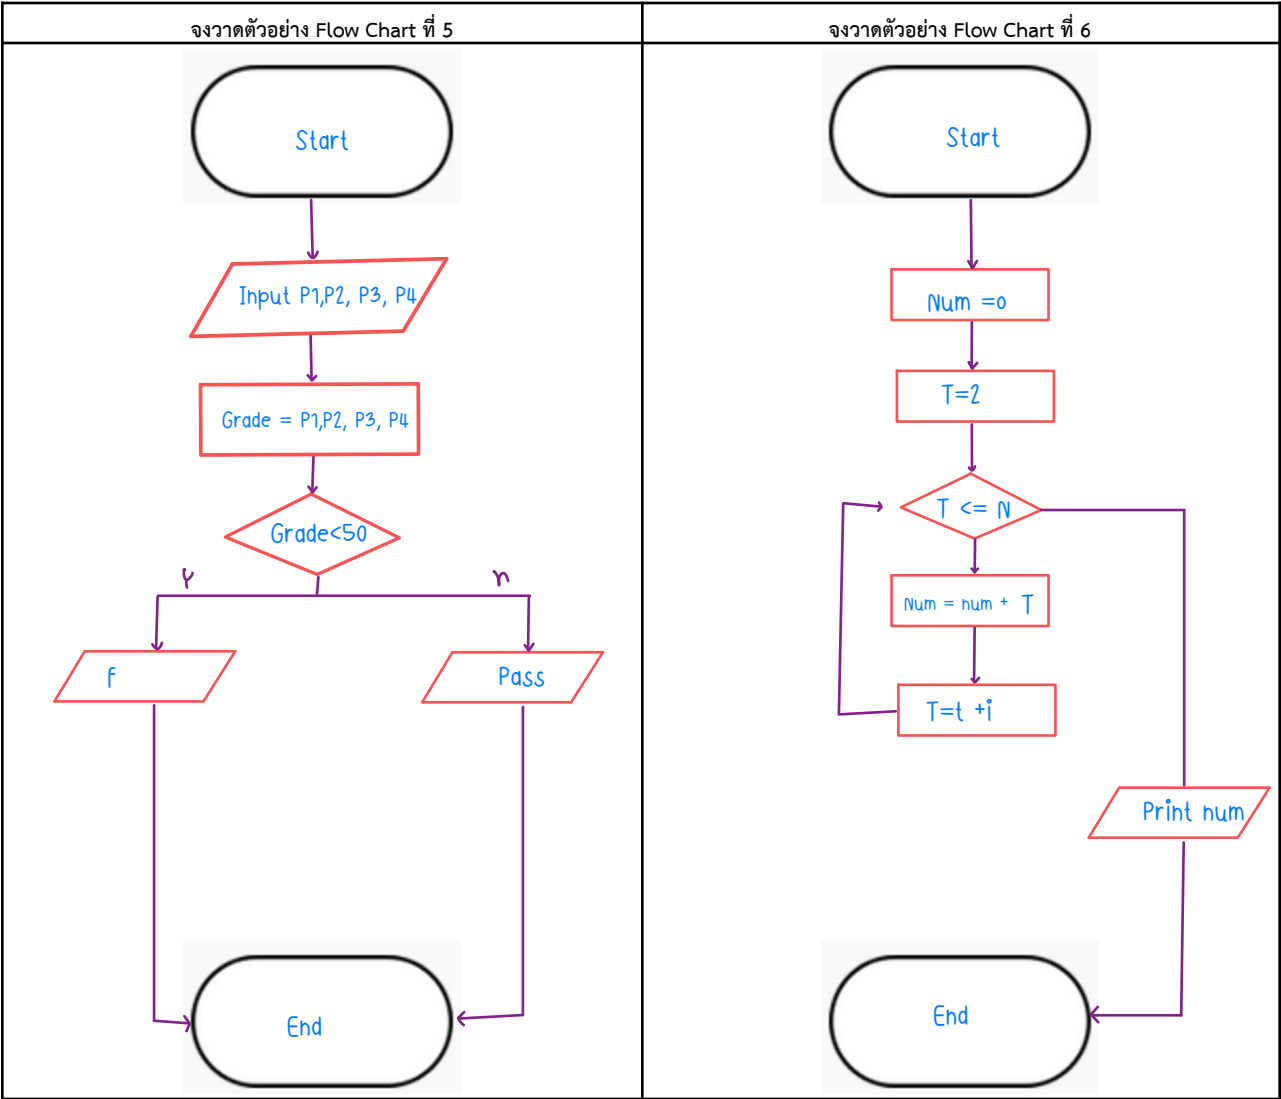 จงวาดตัวอย่าง Flow Chart ที่ 5
Start
Input P1,P2, P3, P4
Grade = P1,P2, P3, P4
Grade<50
Y
n
F
Pass
End
จงวาดตัวอย่าง Flow Chart ที่ 6
Start
Num =0
T=2
T <= N
Num = num + T
T=t +i
Print num
End